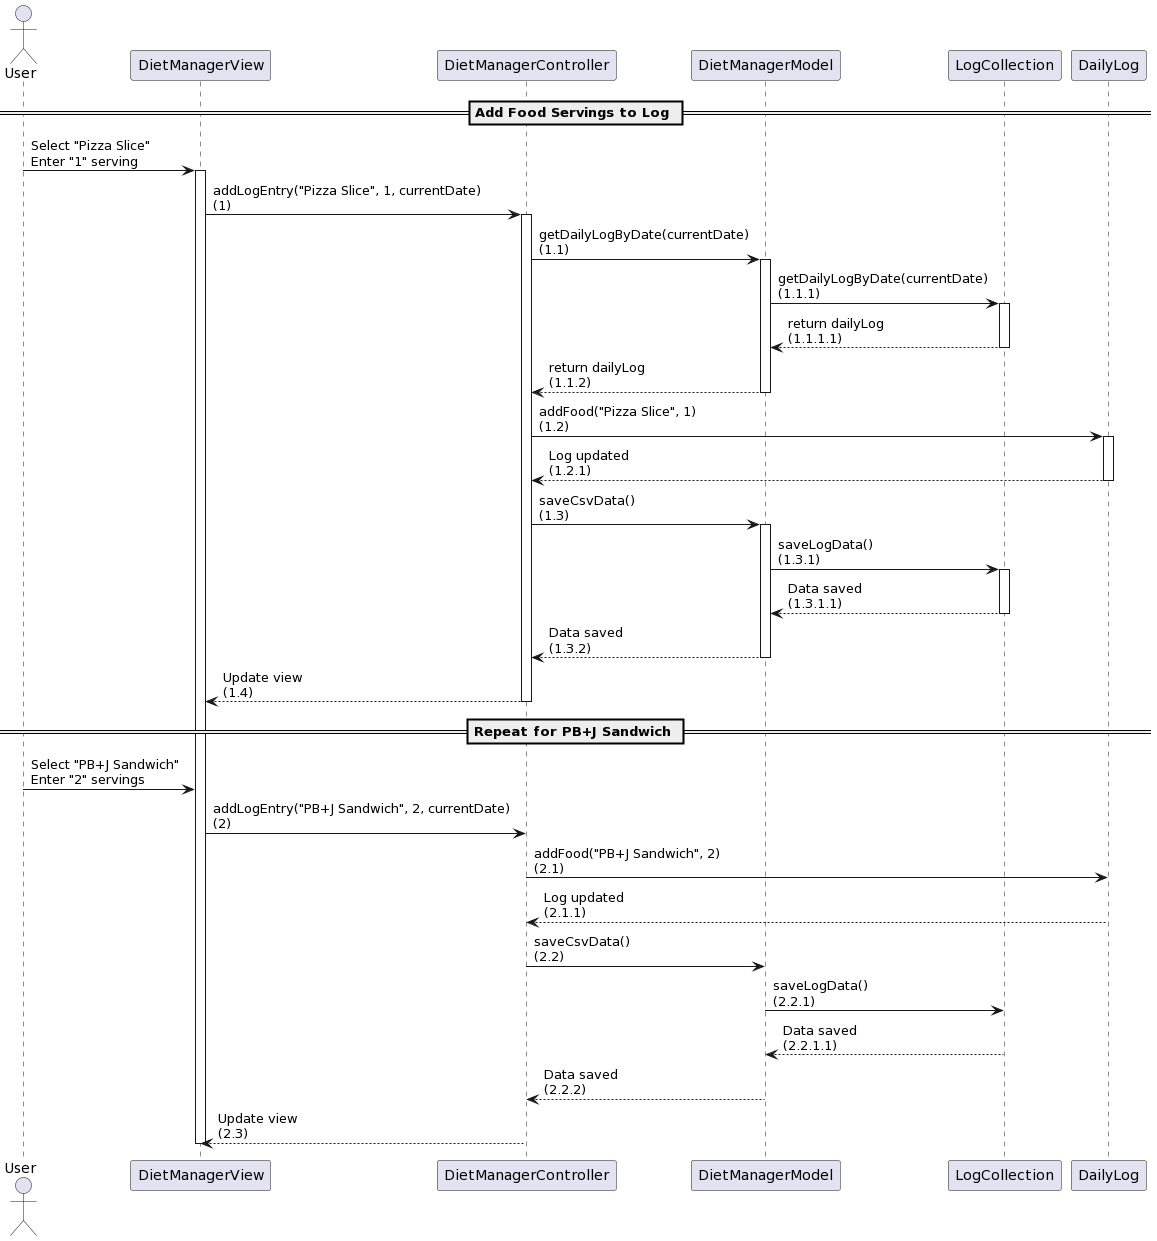 User
DietManagerView
DietManagerController
DietManagerModel
LogCollection
DailyLog
Add Food Servings to Log
Select "Pizza Slice"
Enter "1" serving
addLogEntry("Pizza Slice", 1, currentDate)
(1)
getDailyLogByDate(currentDate)
(1.1)
getDailyLogByDate(currentDate)
(1.1.1)
return dailyLog
(1.1.1.1)
return dailyLog
(1.1.2)
addFood("Pizza Slice", 1)
(1.2)
Log updated
(1.2.1)
saveCsvData()
(1.3)
saveLogData()
(1.3.1)
Data saved
(1.3.1.1)
Data saved
(1.3.2)
Update view
(1.4)
Repeat for PB+J Sandwich
Select "PB+J Sandwich"
Enter "2" servings
addLogEntry("PB+J Sandwich", 2, currentDate)
(2)
addFood("PB+J Sandwich", 2)
(2.1)
Log updated
(2.1.1)
saveCsvData()
(2.2)
saveLogData()
(2.2.1)
Data saved
(2.2.1.1)
Data saved
(2.2.2)
Update view
(2.3)
User
DietManagerView
DietManagerController
DietManagerModel
LogCollection
DailyLog